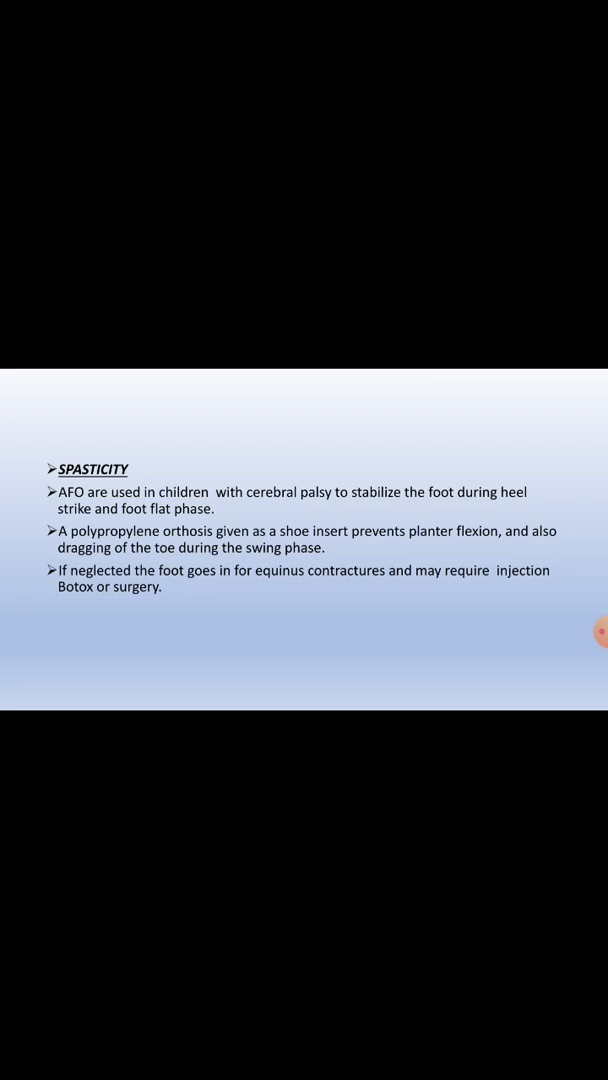 ➢SPASTICITY
➢AFO are used in children  with cerebral palsy to stabilize the foot during heel
strike and foot flat phase.
➢A polypropylene orthosis given as a shoe insert prevents planter flexion, and also
dragging of the toe during the swing phase.
➢If neglected the foot goes in for equinus contractures and may require  injection
Botox or surgery.